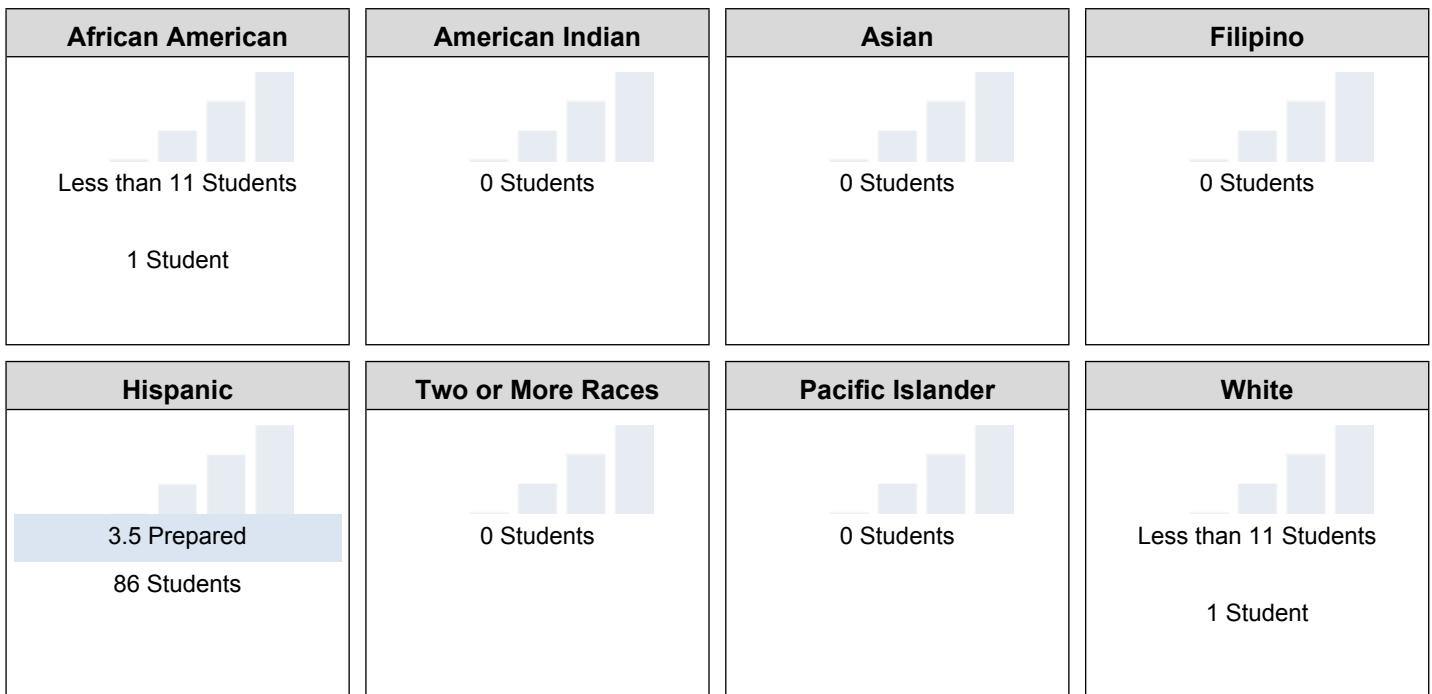 African American
Less than 11 Students
1 Student
American Indian
0 Students
Asian
0 Students
Filipino
0 Students
Hispanic
3.5 Prepared
86 Students
Two or More Races
0 Students
Pacific Islander
0 Students
White
Less than 11 Students
1 Student